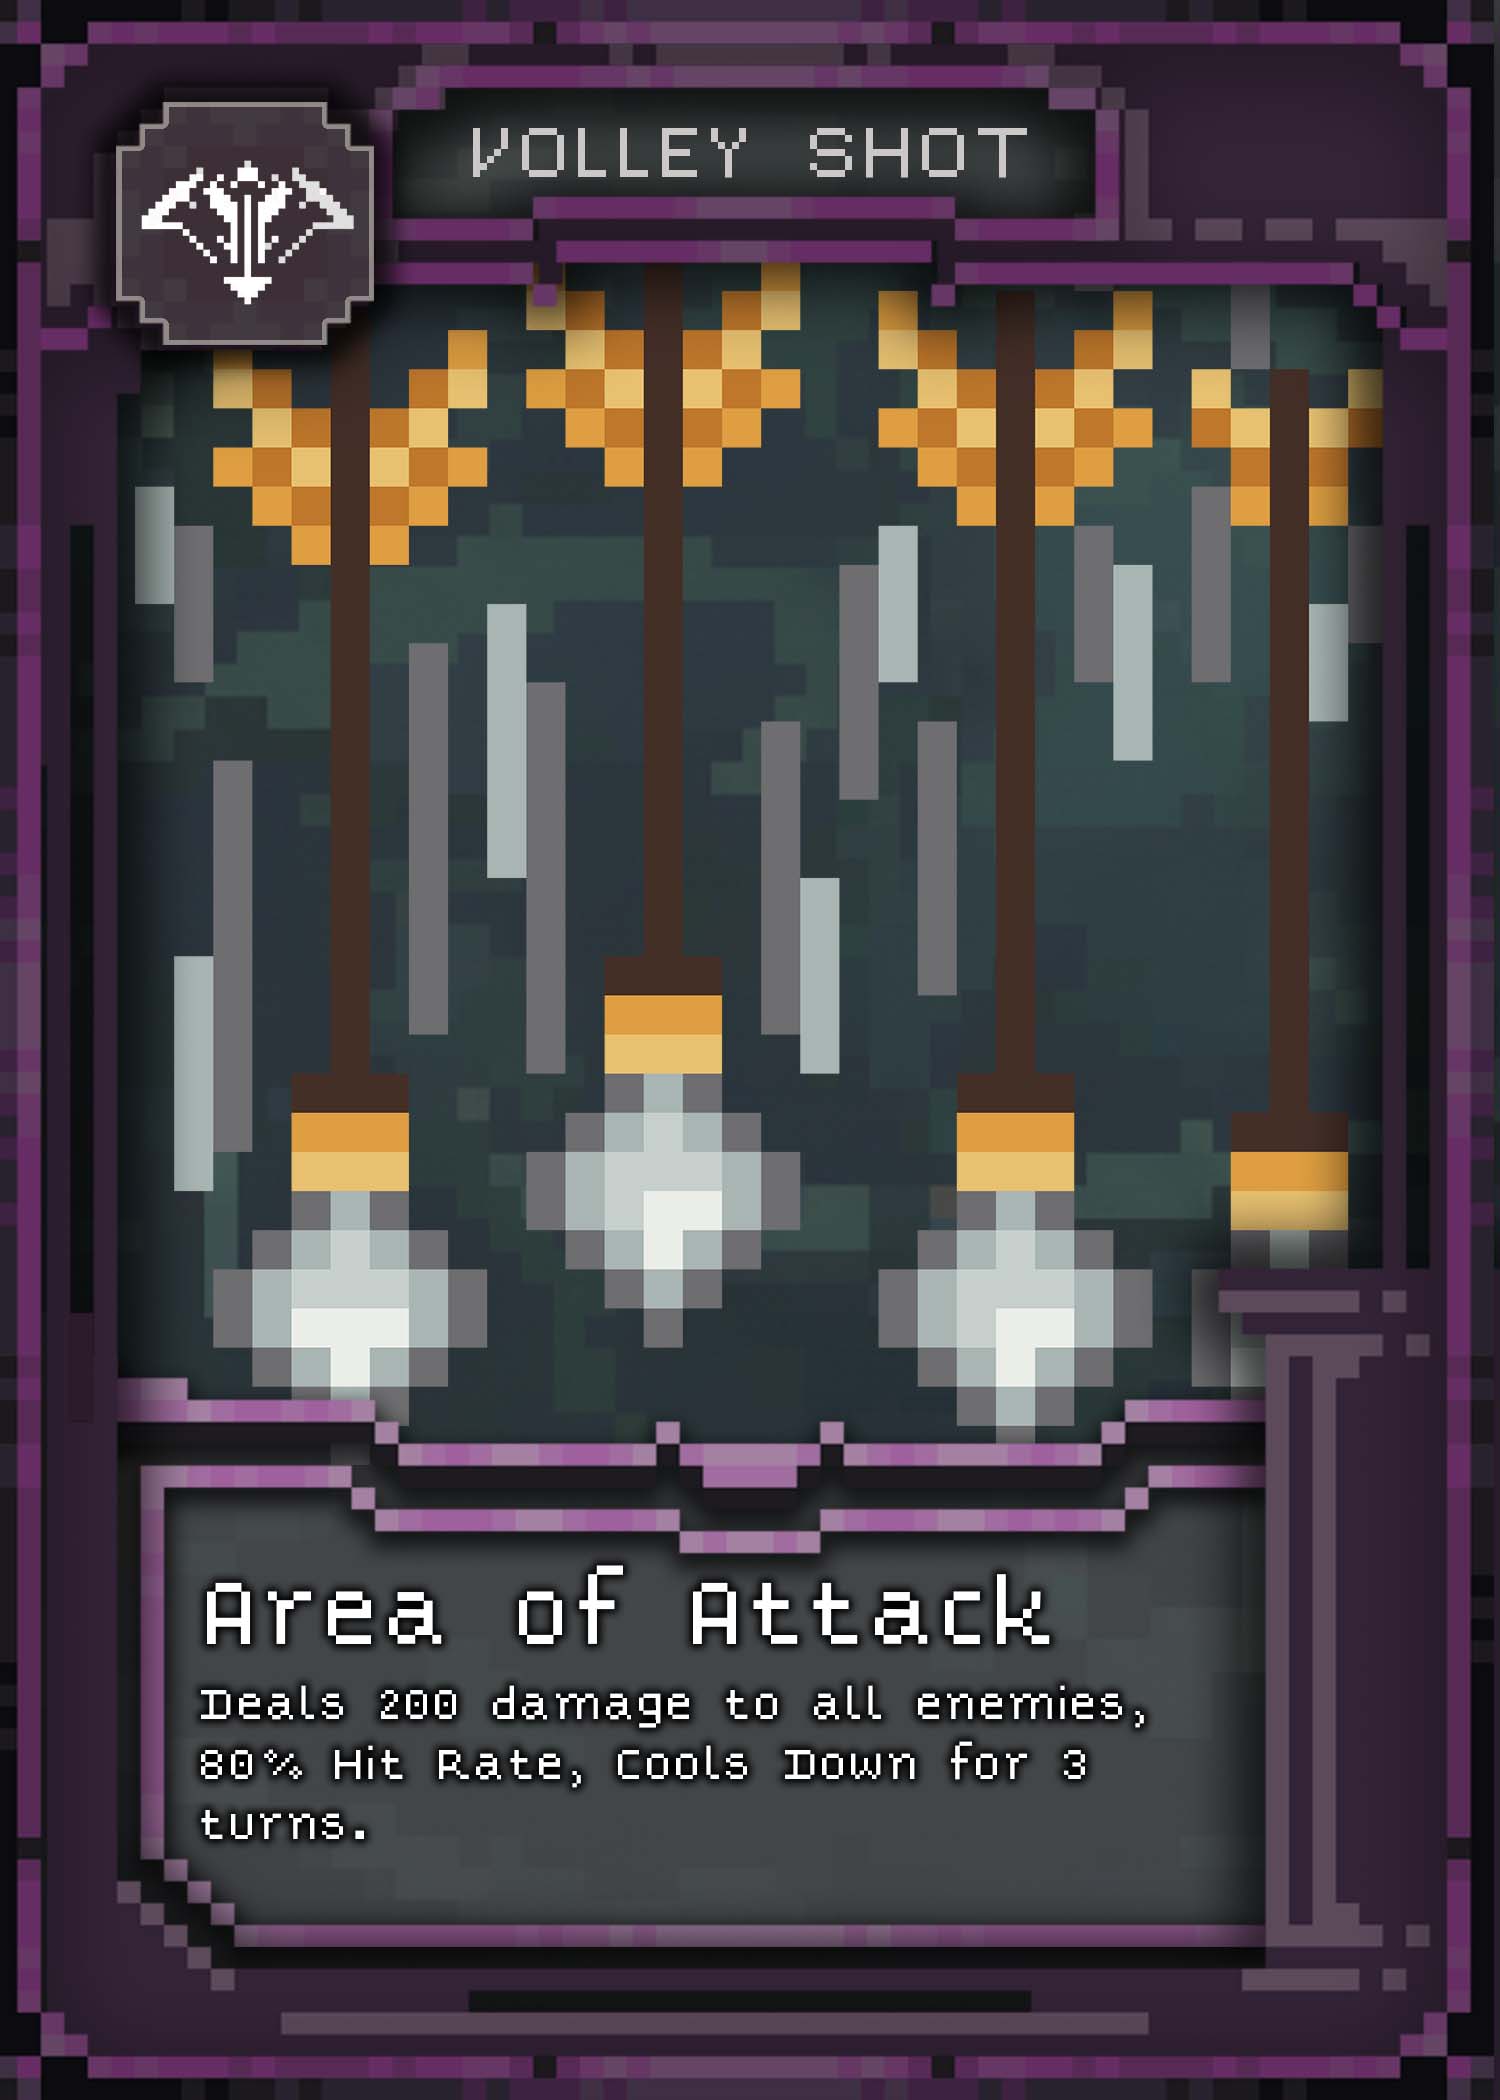 VOLLEY SHOT
Area of Attack
Deals 200 damage to all enemies,
80% Hit Rate, Cools Down for 3
turns.